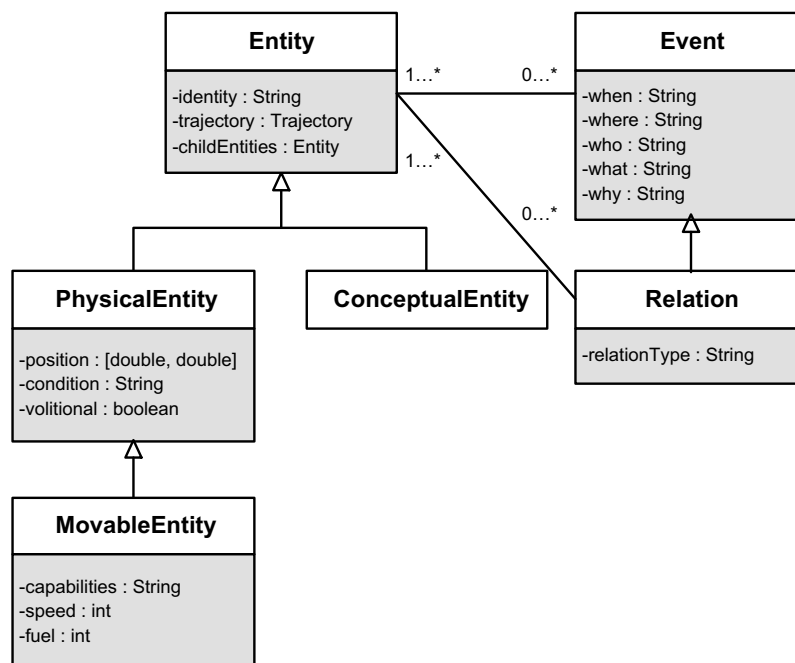 Entity
-identity : String
-trajectory : Trajectory
-childEntities : Entity
1...*
0...*
1...*
0...*
Event
-when : String
-where : String
-who : String
-what : String
-why : String
PhysicalEntity
-position : [double, double]
-condition : String
-volitional : boolean
ConceptualEntity
Relation
-relationType : String
MovableEntity
-capabilities : String
-speed : int
-fuel : int